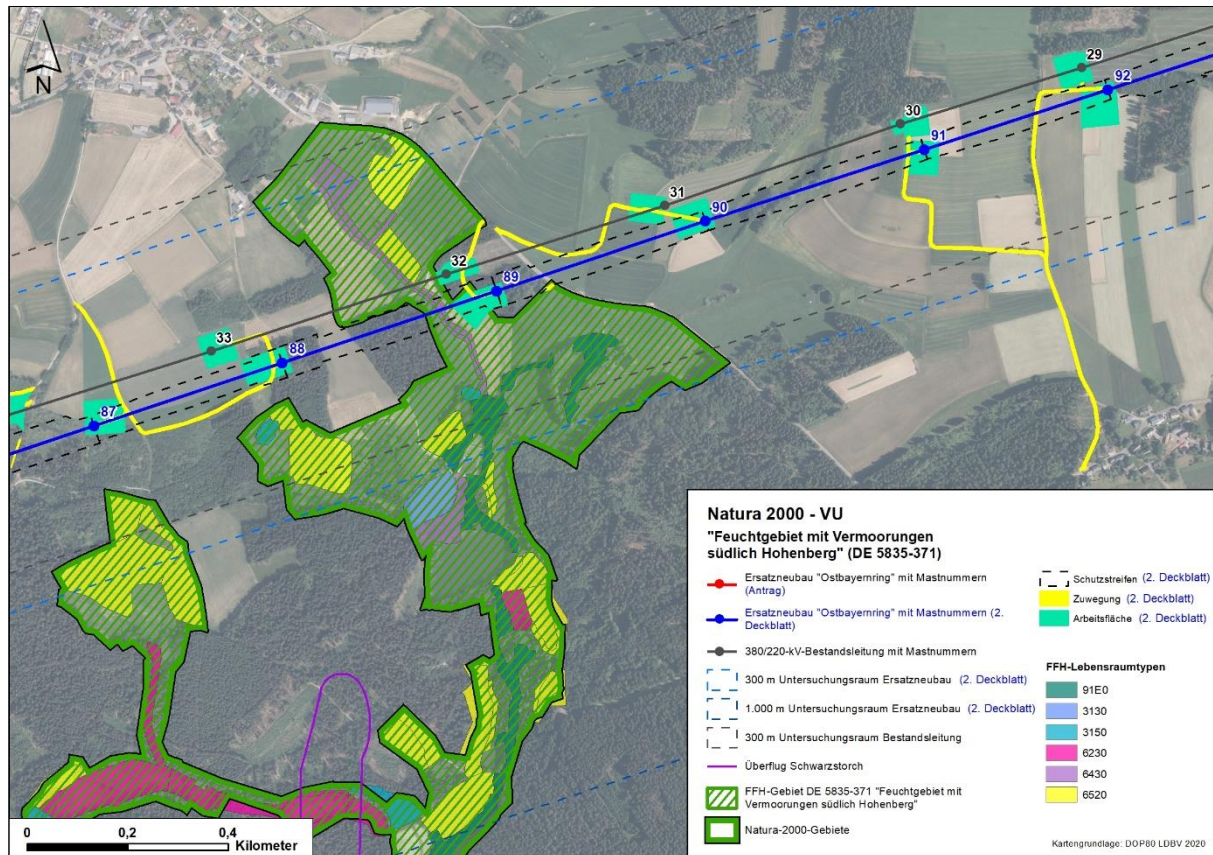 N
29
92
30
91
31
90
32
89
33
88
87
Natura 2000 - VU
"Feuchtgebiet mit Vermoorungen
südlich Hohenberg" (DE 5835-371)
Ersatzneubau "Ostbayernring" mit Mastnummern
(Antrag)
Ersatzneubau "Ostbayernring" mit Mastnummern (2.
Deckblatt)
380/220-kV-Bestandsleitung mit Mastnummern
300 m Untersuchungsraum Ersatzneubau (2. Deckblatt)
1.000 m Untersuchungsraum Ersatzneubau (2. Deckblatt)
300 m Untersuchungsraum Bestandsleitung
Überflug Schwarzstorch
FFH-Gebiet DE 5835-371 "Feuchtgebiet mit
Vermoorungen südlich Hohenberg"
Natura-2000-Gebiete
Schutzstreifen (2. Deckblatt)
Zuwegung (2. Deckblatt)
Arbeitsfläche (2. Deckblatt)
FFH-Lebensraumtypen
91E0
3130
3150
6230
6430
6520
0 0,2 0,4
Kilometer
Kartengrundlage: DOP80 LDBV 2020